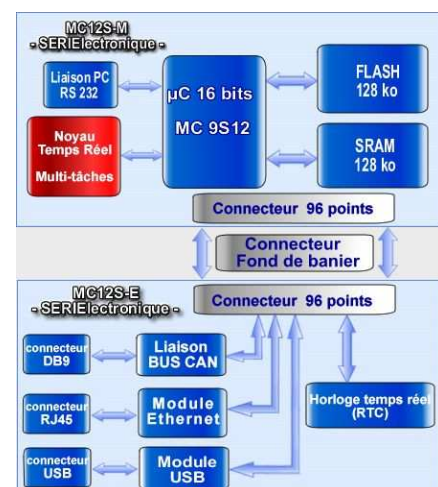 MC12S-M
- SERIElectronique -
Liaison PC
RS 232
µC 16 bits
MC 9S12
FLASH
128 ko
Noyau
Temps Réel
Multi-tâches
SRAM
128 ko
Connecteur 96 points
Connecteur
Fond de banier
MC12S-E
- SERIElectronique -
Connecteur 96 points
connecteur
DB9
Liaison
BUS CAN
connecteur
RJ45
Module
Ethernet
Horloge temps réel
(RTC)
connecteur
USB
Module
USB